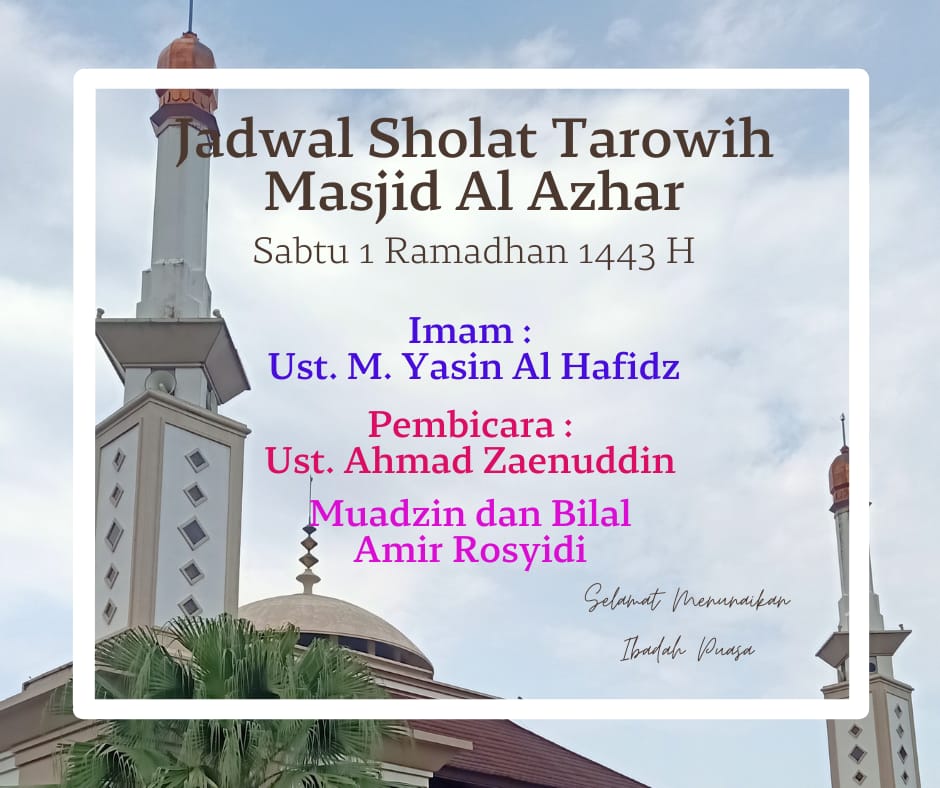 Jadwal Sholat Tarowih
Masjid Al Azhar
Sabtu 1 Ramadhan 1443 H
Imam :
Ust. M. Yasin Al Hafidz
Pembicara :
Ust. Ahmad Zaenuddin
Muadzin dan Bilal
Amir Rosyidi
Selamat Menunaikan
Ibadah Puasa